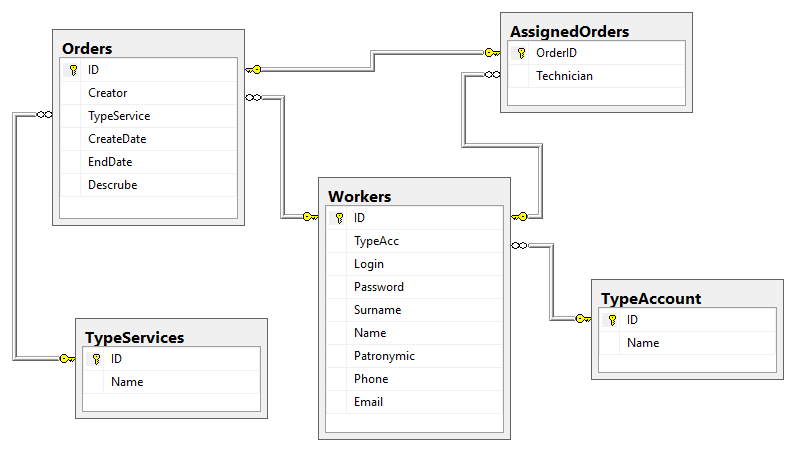 Orders
ID
Creator
TypeService
CreateDate
EndDate
Descrube
AssignedOrders
OrderID
Technician
Workers
ID
TypeAcc
Login
Password
Surname
Name
Patronymic
Phone
Email
TypeAccount
ID
Name
TypeServices
ID
Name